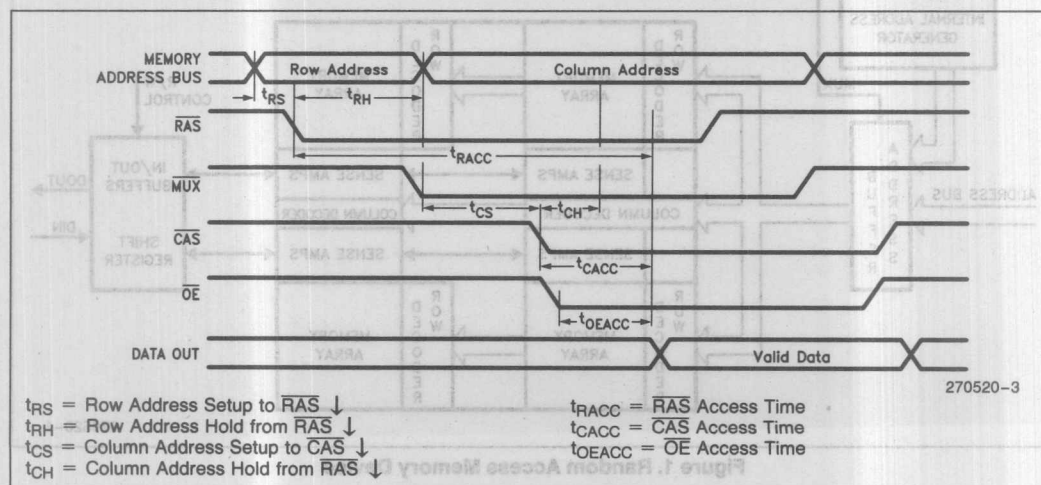 MEMORY
ADDRESS BUS
Row Address
Column Address
tRS
tRH
RAS
tRACC
MUX
tCS
tCH
CAS
tCACC
OE
tOEACC
DATA OUT
Valid Data
270520-3
tRS = Row Address Setup to RAS ↓
tRH = Row Address Hold from RAS ↓
tCS = Column Address Setup to CAS ↓
tCH = Column Address Hold from RAS ↓
tRACC = RAS Access Time
tCACC = CAS Access Time
tOEACC = OE Access Time